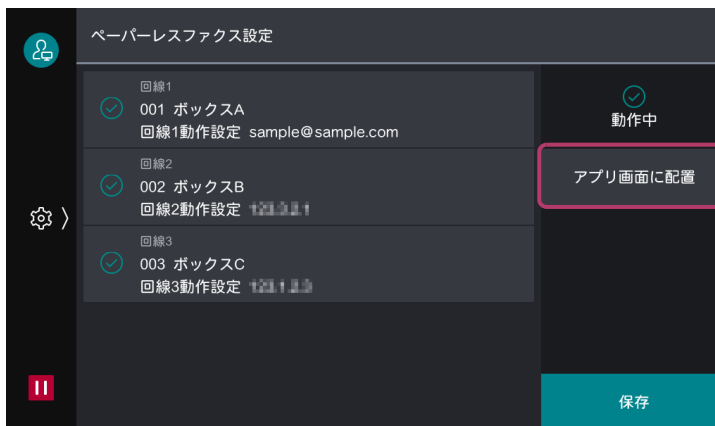 ペーパーレスファクス設定
回線1
001 ボックスA
回線1動作設定 sample@sample.com
回線2
002 ボックスB
回線2動作設定
回線3
003 ボックスC
回線3動作設定
動作中
アプリ画面に配置
保存